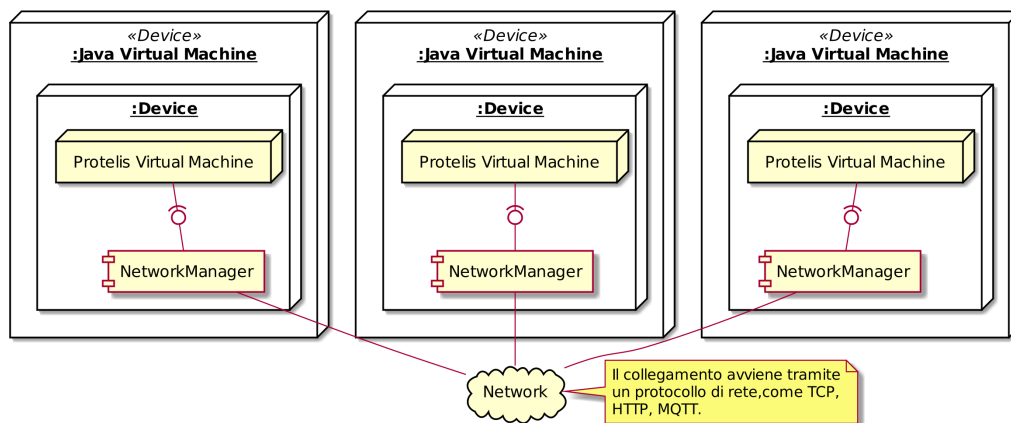 «Device»
:Java Virtual Machine
:Device
Protelis Virtual Machine
NetworkManager
«Device»
:Java Virtual Machine
:Device
Protelis Virtual Machine
NetworkManager
«Device»
:Java Virtual Machine
:Device
Protelis Virtual Machine
NetworkManager
Network
Il collegamento avviene tramite
un protocollo di rete,come TCP,
HTTP, MQTT.